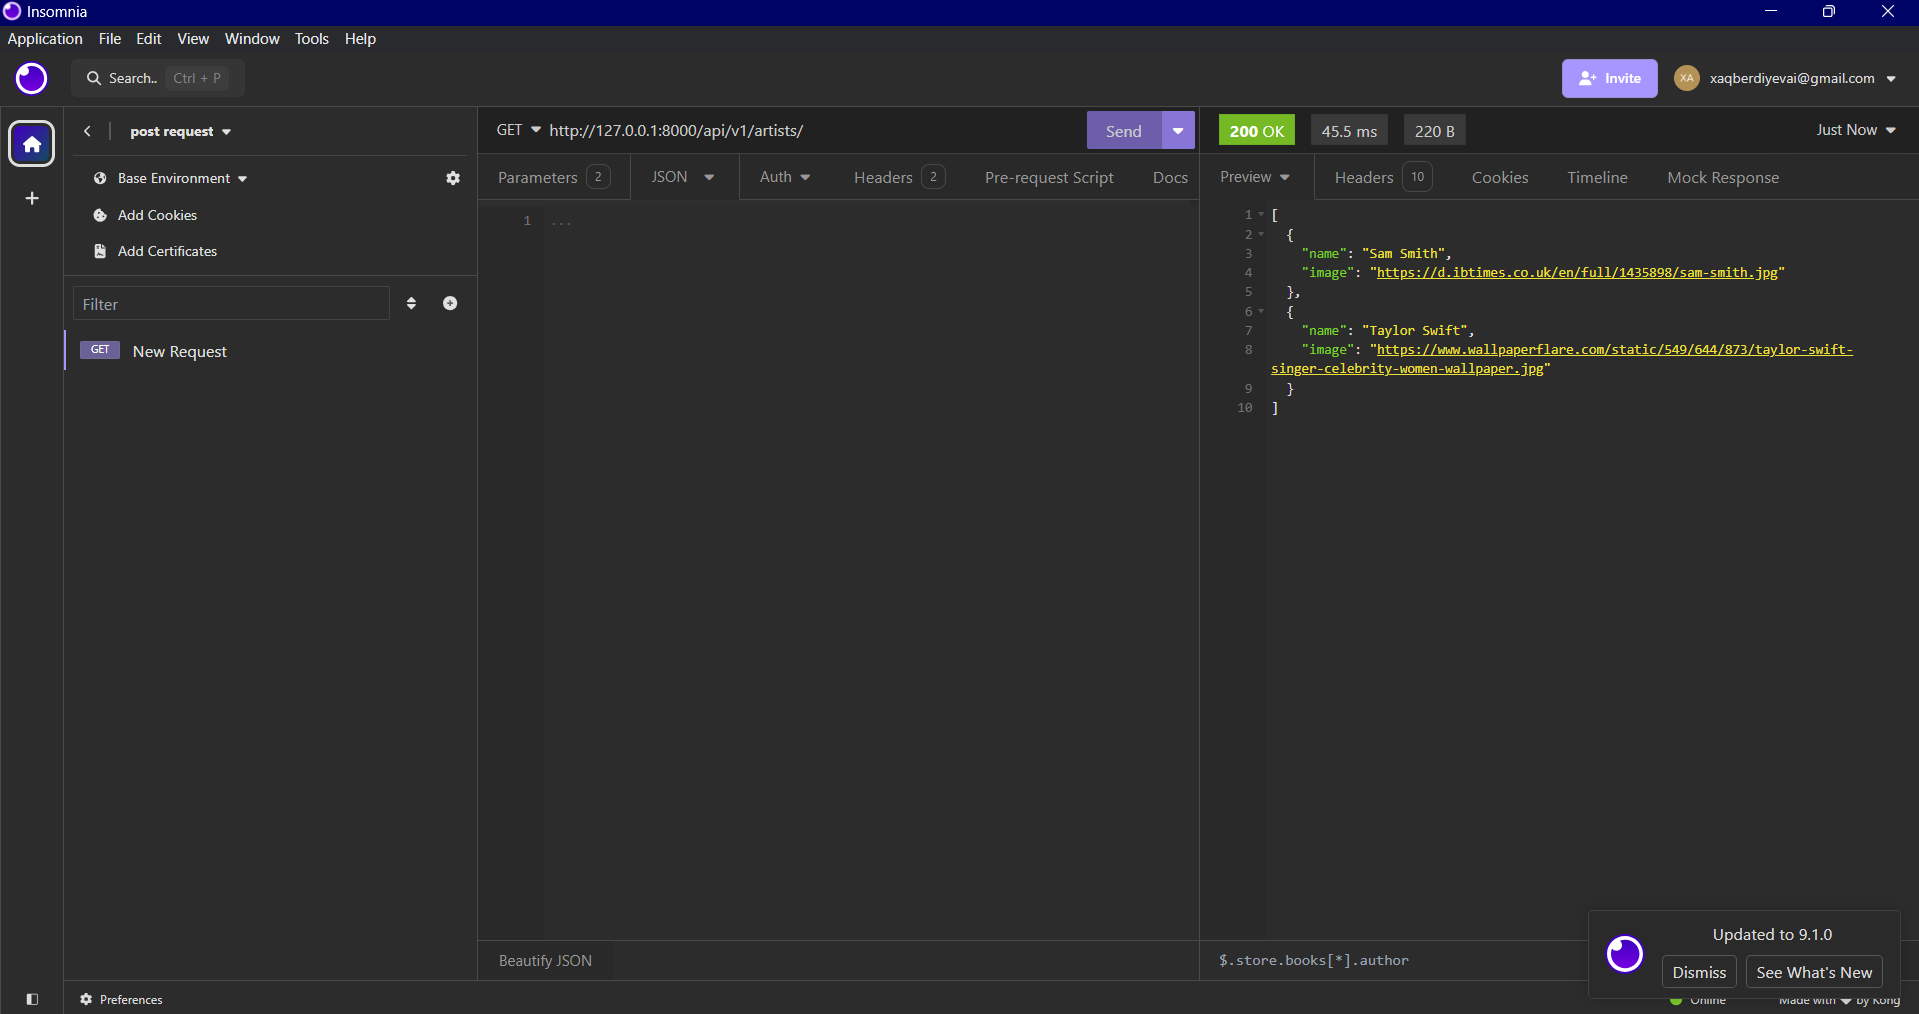 Insomnia
Application File Edit View Window Tools Help
Search.. Ctrl + P
Invite
XA xaqberdiyevai@gmail.com
post request
Base Environment
Add Cookies
Add Certificates
Filter
GET New Request
GET http://127.0.0.1:8000/api/v1/artists/ Send
Parameters 2 JSON Auth Headers 2 Pre-request Script Docs
1 ...
Beautify JSON
200 OK 45.5 ms 220 B Just Now
Preview Headers 10 Cookies Timeline Mock Response
1 [
2 {
3 "name": "Sam Smith",
4 "image": "https://d.ibtimes.co.uk/en/full/1435898/sam-smith.jpg"
5 },
6 {
7 "name": "Taylor Swift",
8 "image": "https://www.wallpaperflare.com/static/549/644/873/taylor-swift-
singer-celebrity-women-wallpaper.jpg"
9 }
10 ]
$.store.books[*].author
Updated to 9.1.0
Dismiss See What's New
Preferences
Online Made with ❤ by Kong